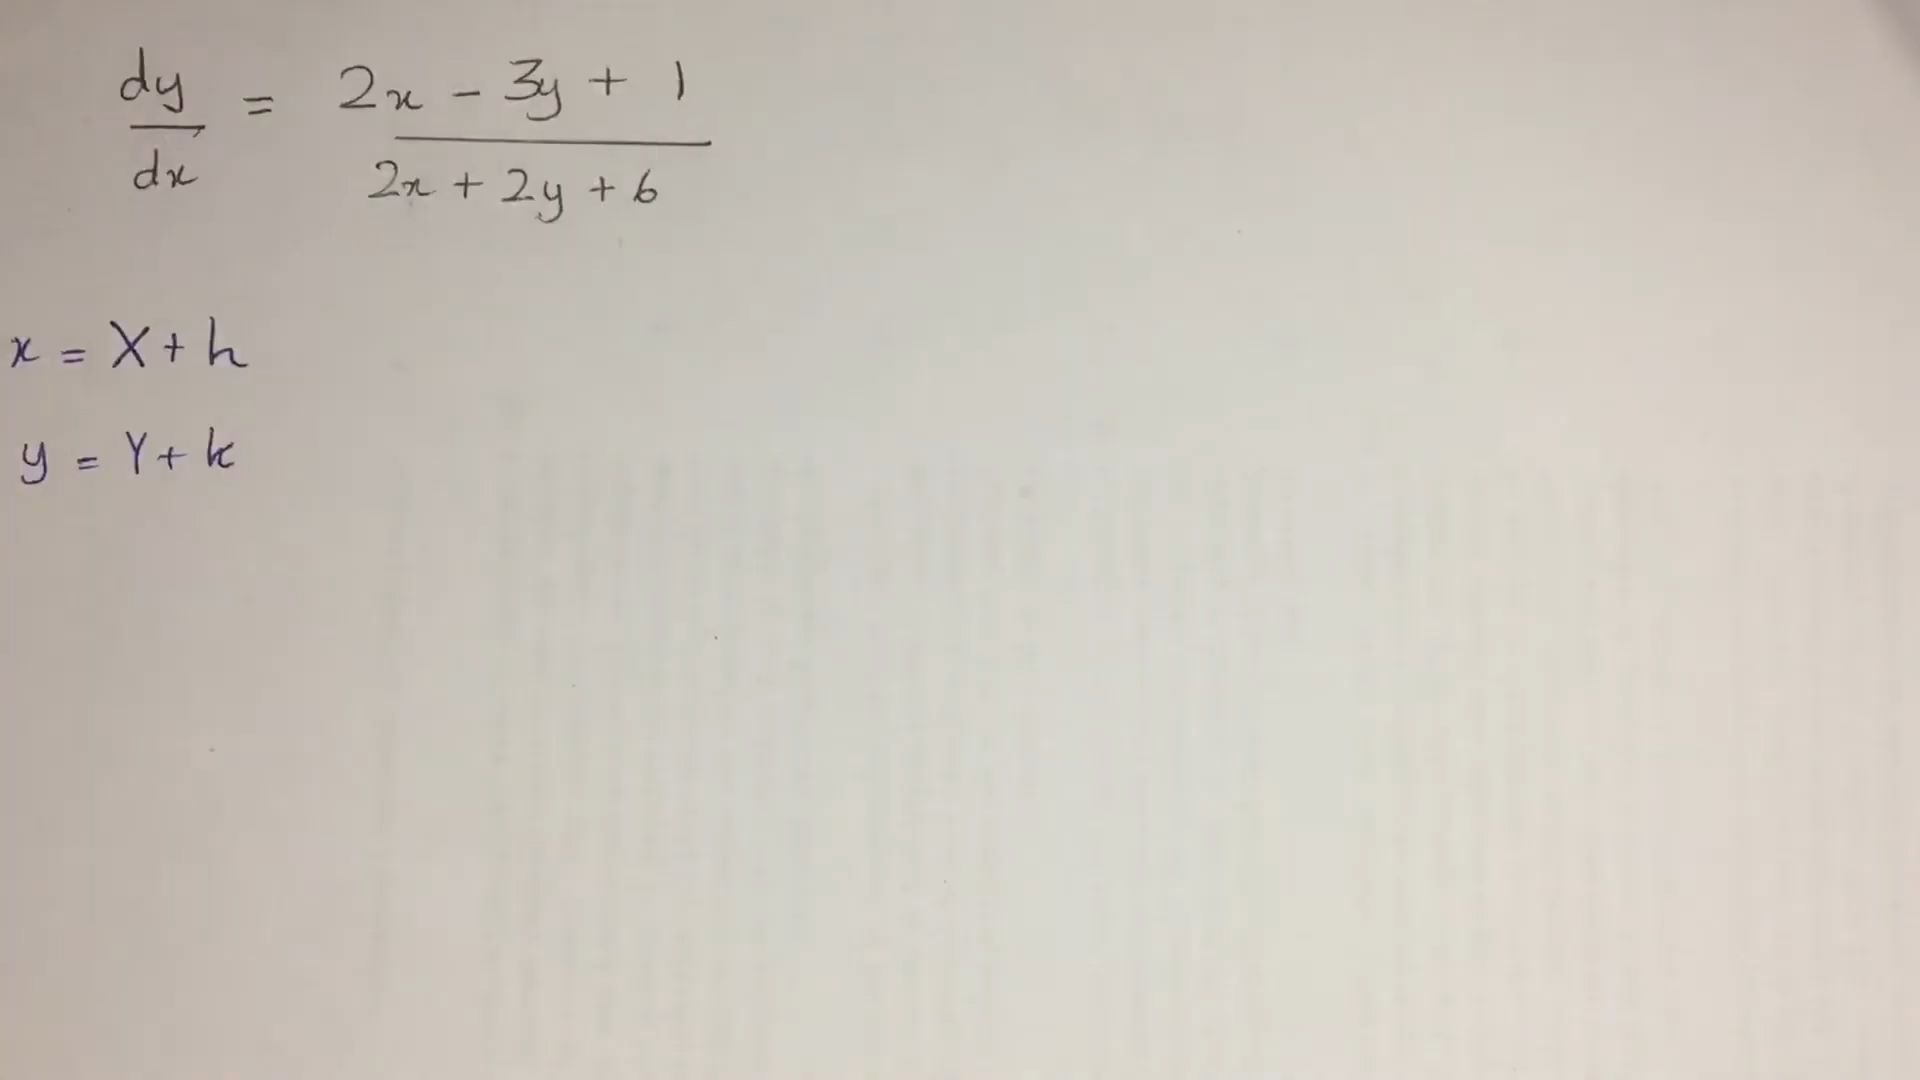 dy/dx = 2x - 3y + 1 / 2x + 2y + 6
x = X + h
y = Y + k